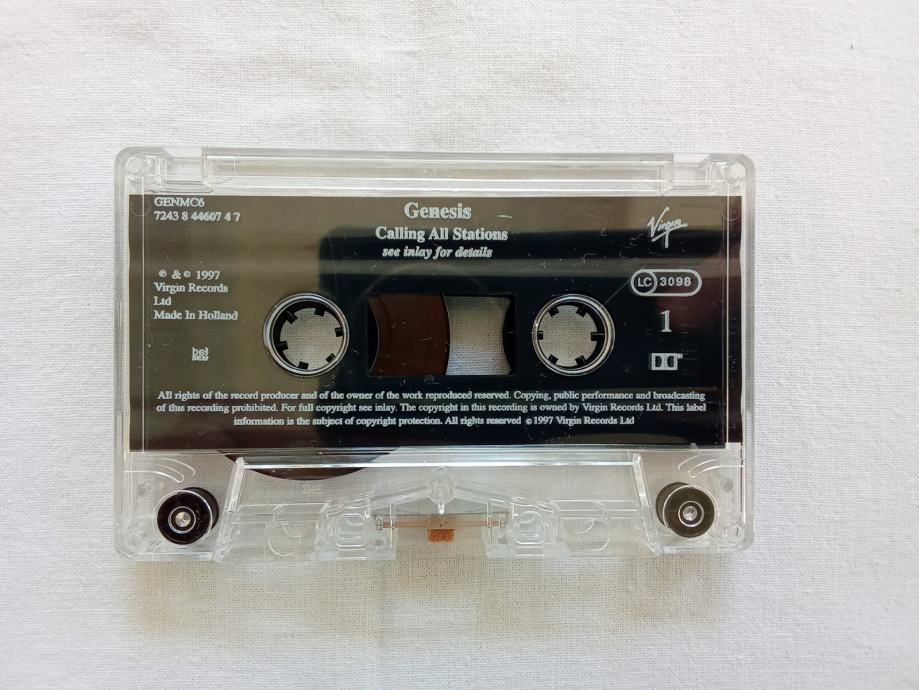 GENMC6
7243 8 44607 4 7
Genesis
Calling All Stations
see inlay for details
Virgin
℗ & © 1997
Virgin Records
Ltd
Made In Holland
LC 3098
1
All rights of the record producer and of the owner of the work reproduced reserved. Copying, public performance and broadcasting
of this recording prohibited. For full copyright see inlay. The copyright in this recording is owned by Virgin Records Ltd. This label
information is the subject of copyright protection. All rights reserved © 1997 Virgin Records Ltd